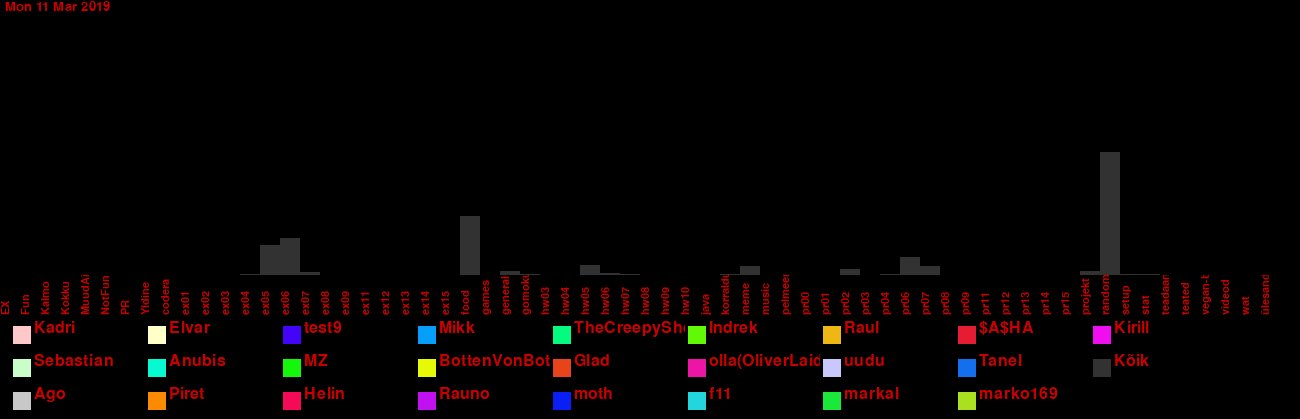 Mon 11 Mar 2019
EX Fun Kalmo Kokku MuudAi NotFun PR Yldine codera ex01 ex02 ex03 ex04 ex05 ex06 ex07 ex08 ex09 ex11 ex12 ex13 ex14 ex15 food games general gomoku hw03 hw04 hw05 hw06 hw07 hw08 hw09 hw10 java korraldu meme music pelmeer pr00 pr01 pr02 pr03 pr04 pr06 pr07 pr08 pr09 pr11 pr12 pr13 pr14 pr15 projekt random setup stat teadaan teated vegan-t videod wat ülesand
Kadri Elvar test9 Mikk TheCreepyShe Indrek Raul $A$HA Kirill
Sebastian Anubis MZ BottenVonBot Glad olla(OliverLaid uudu Tanel Kõik
Ago Piret Helin Rauno moth f11 markal marko169